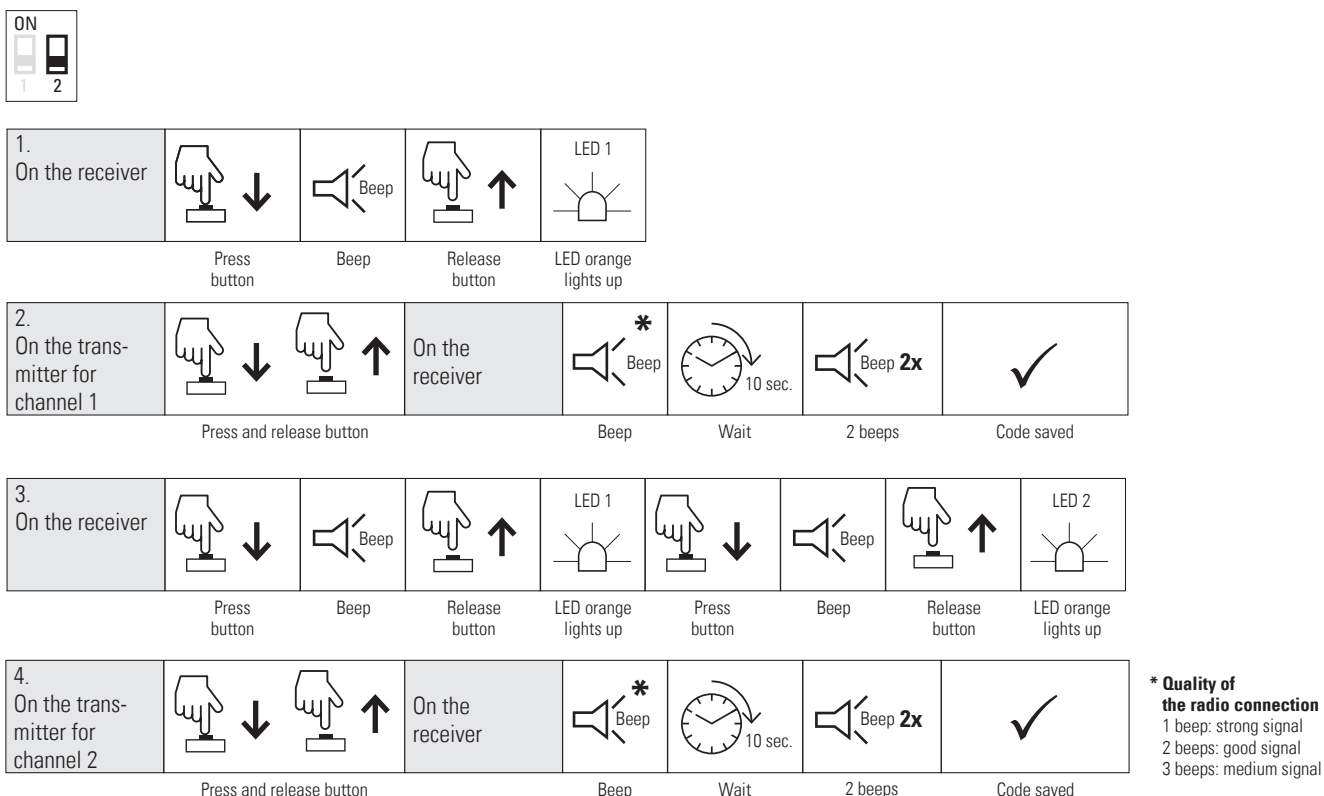 ON
1 2
1.
On the receiver
Beep
LED 1
Press
button
Beep
Release
button
LED orange
lights up
2.
On the trans-
mitter for
channel 1
On the
receiver
*
Beep
10 sec.
Beep 2x
Press and release button
Beep
Wait
2 beeps
Code saved
3.
On the receiver
Beep
LED 1
Beep
LED 2
Press
button
Beep
Release
button
LED orange
lights up
Press
button
Beep
Release
button
LED orange
lights up
4.
On the trans-
mitter for
channel 2
On the
receiver
*
Beep
10 sec.
Beep 2x
Press and release button
Beep
Wait
2 beeps
Code saved
* Quality of
the radio connection
1 beep: strong signal
2 beeps: good signal
3 beeps: medium signal